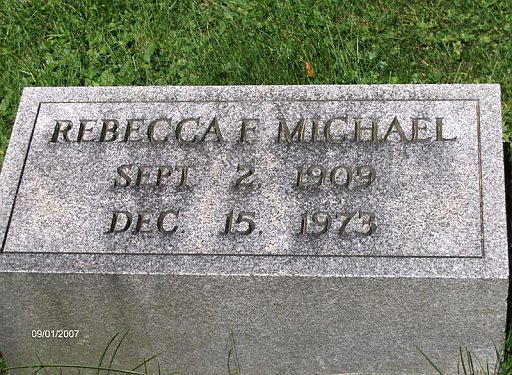 REBECCA F. MICHAEL
SEPT. 2, 1909
DEC. 15, 1973
09/01/2007